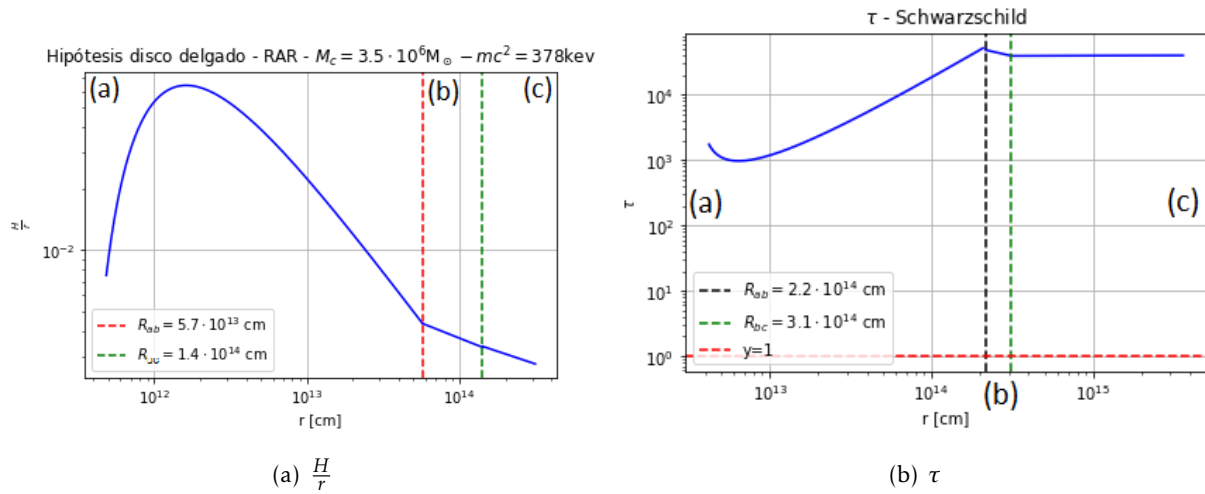 Hipótesis disco delgado - RAR - $M_c = 3.5 \cdot 10^6 M_\odot - mc^2 = 378$kev
(a)
(b)
(c)
$\frac{H}{r}$
$10^{-2}$
$R_{ab} = 5.7 \cdot 10^{13}$ cm
$= 1.4 \cdot 10^{14}$ cm
$10^{12}$
$10^{13}$
$10^{14}$
r [cm]
(a) $\frac{H}{r}$
τ - Schwarzschild
$10^4$
$10^3$
$10^2$
$10^1$
$10^0$
τ
(a)
(c)
$R_{ab} = 2.2 \cdot 10^{14}$ cm
$R_{bc} = 3.1 \cdot 10^{14}$ cm
y=1
$10^{13}$
$10^{14}$
$10^{15}$
(b)
r [cm]
(b) τ